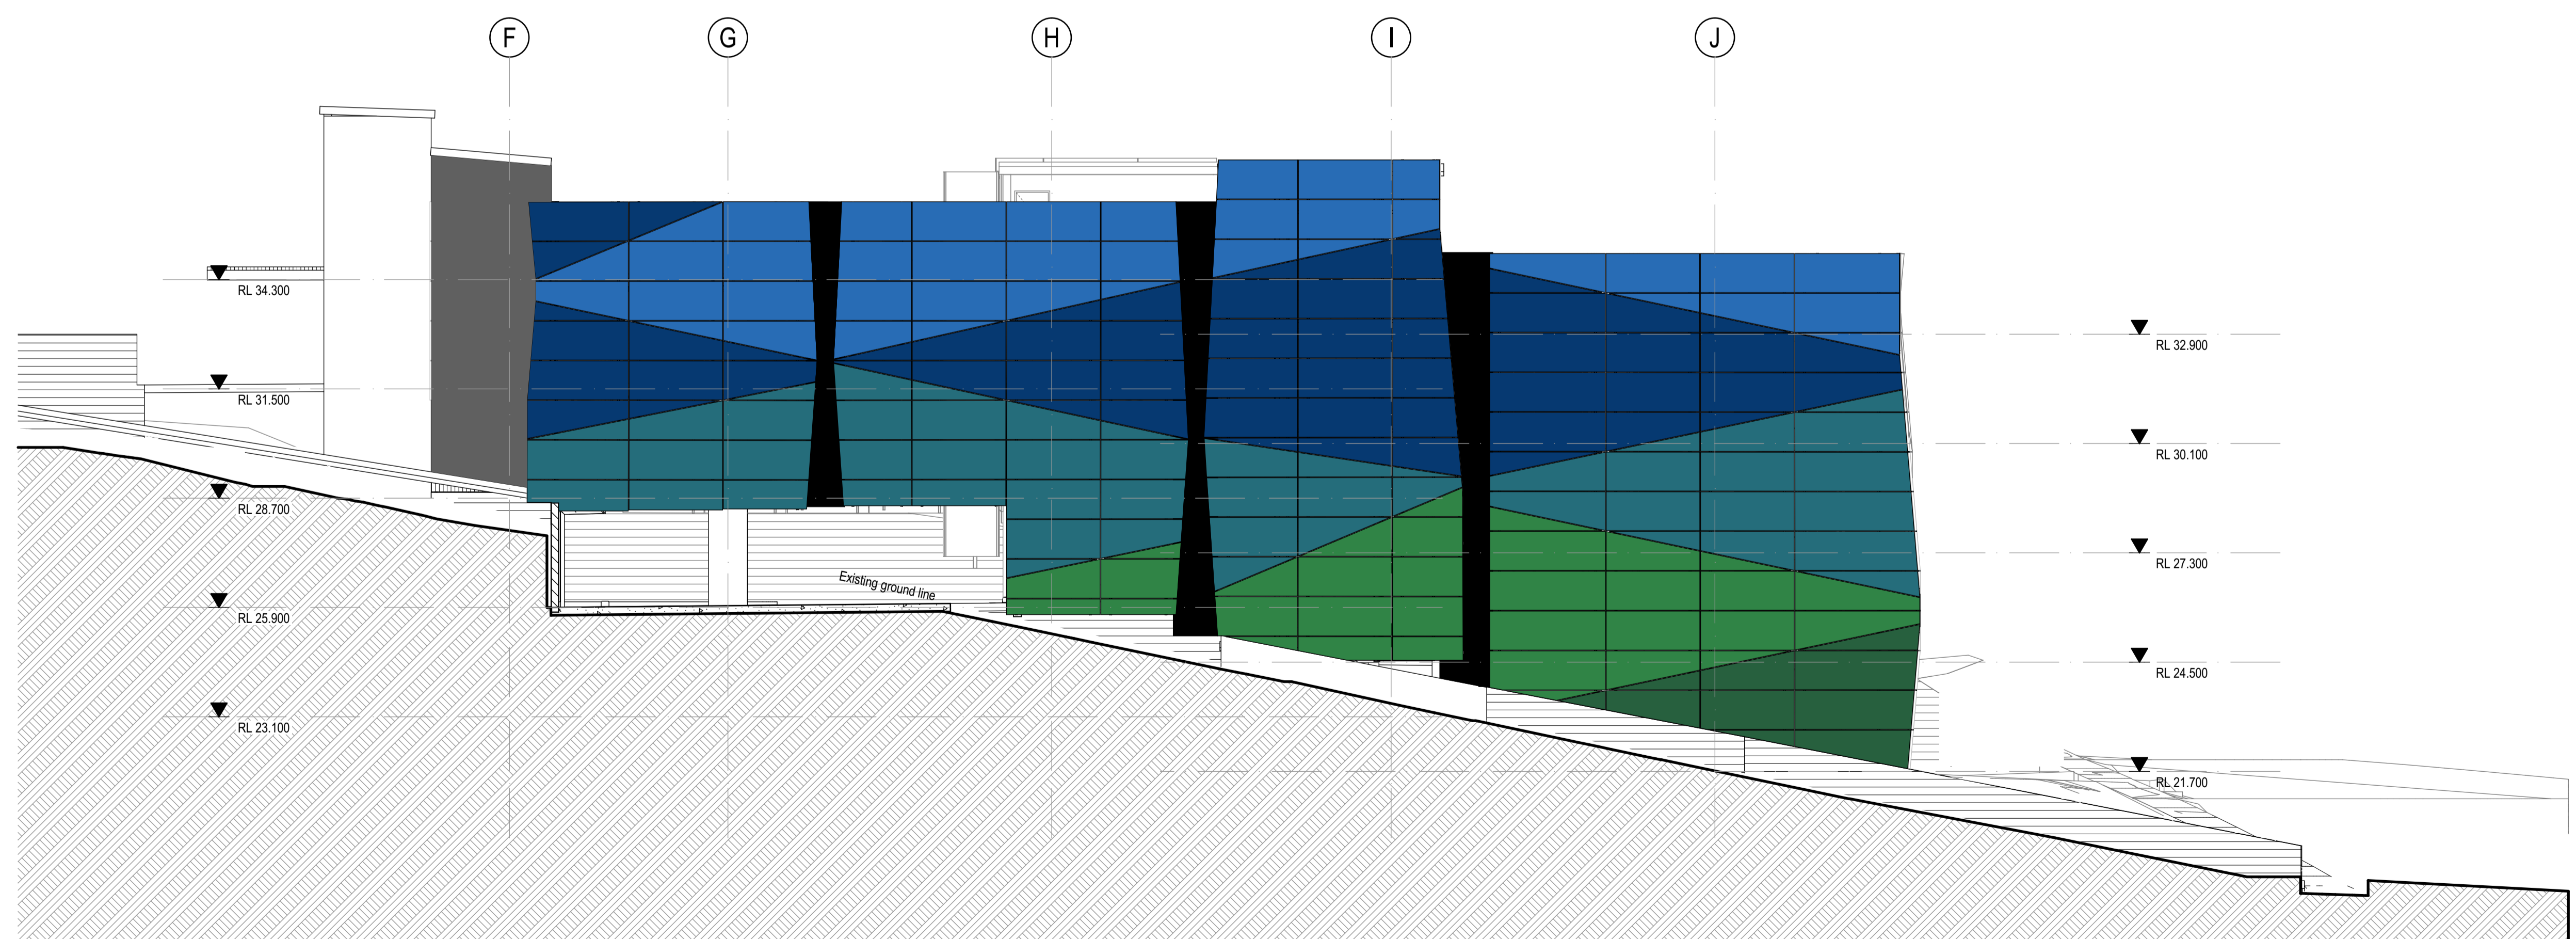 F
G
H
I
J
RL 34.300
RL 32.900
RL 31.500
RL 30.100
RL 28.700
RL 27.300
Existing ground line
RL 25.900
RL 24.500
RL 23.100
RL 21.700